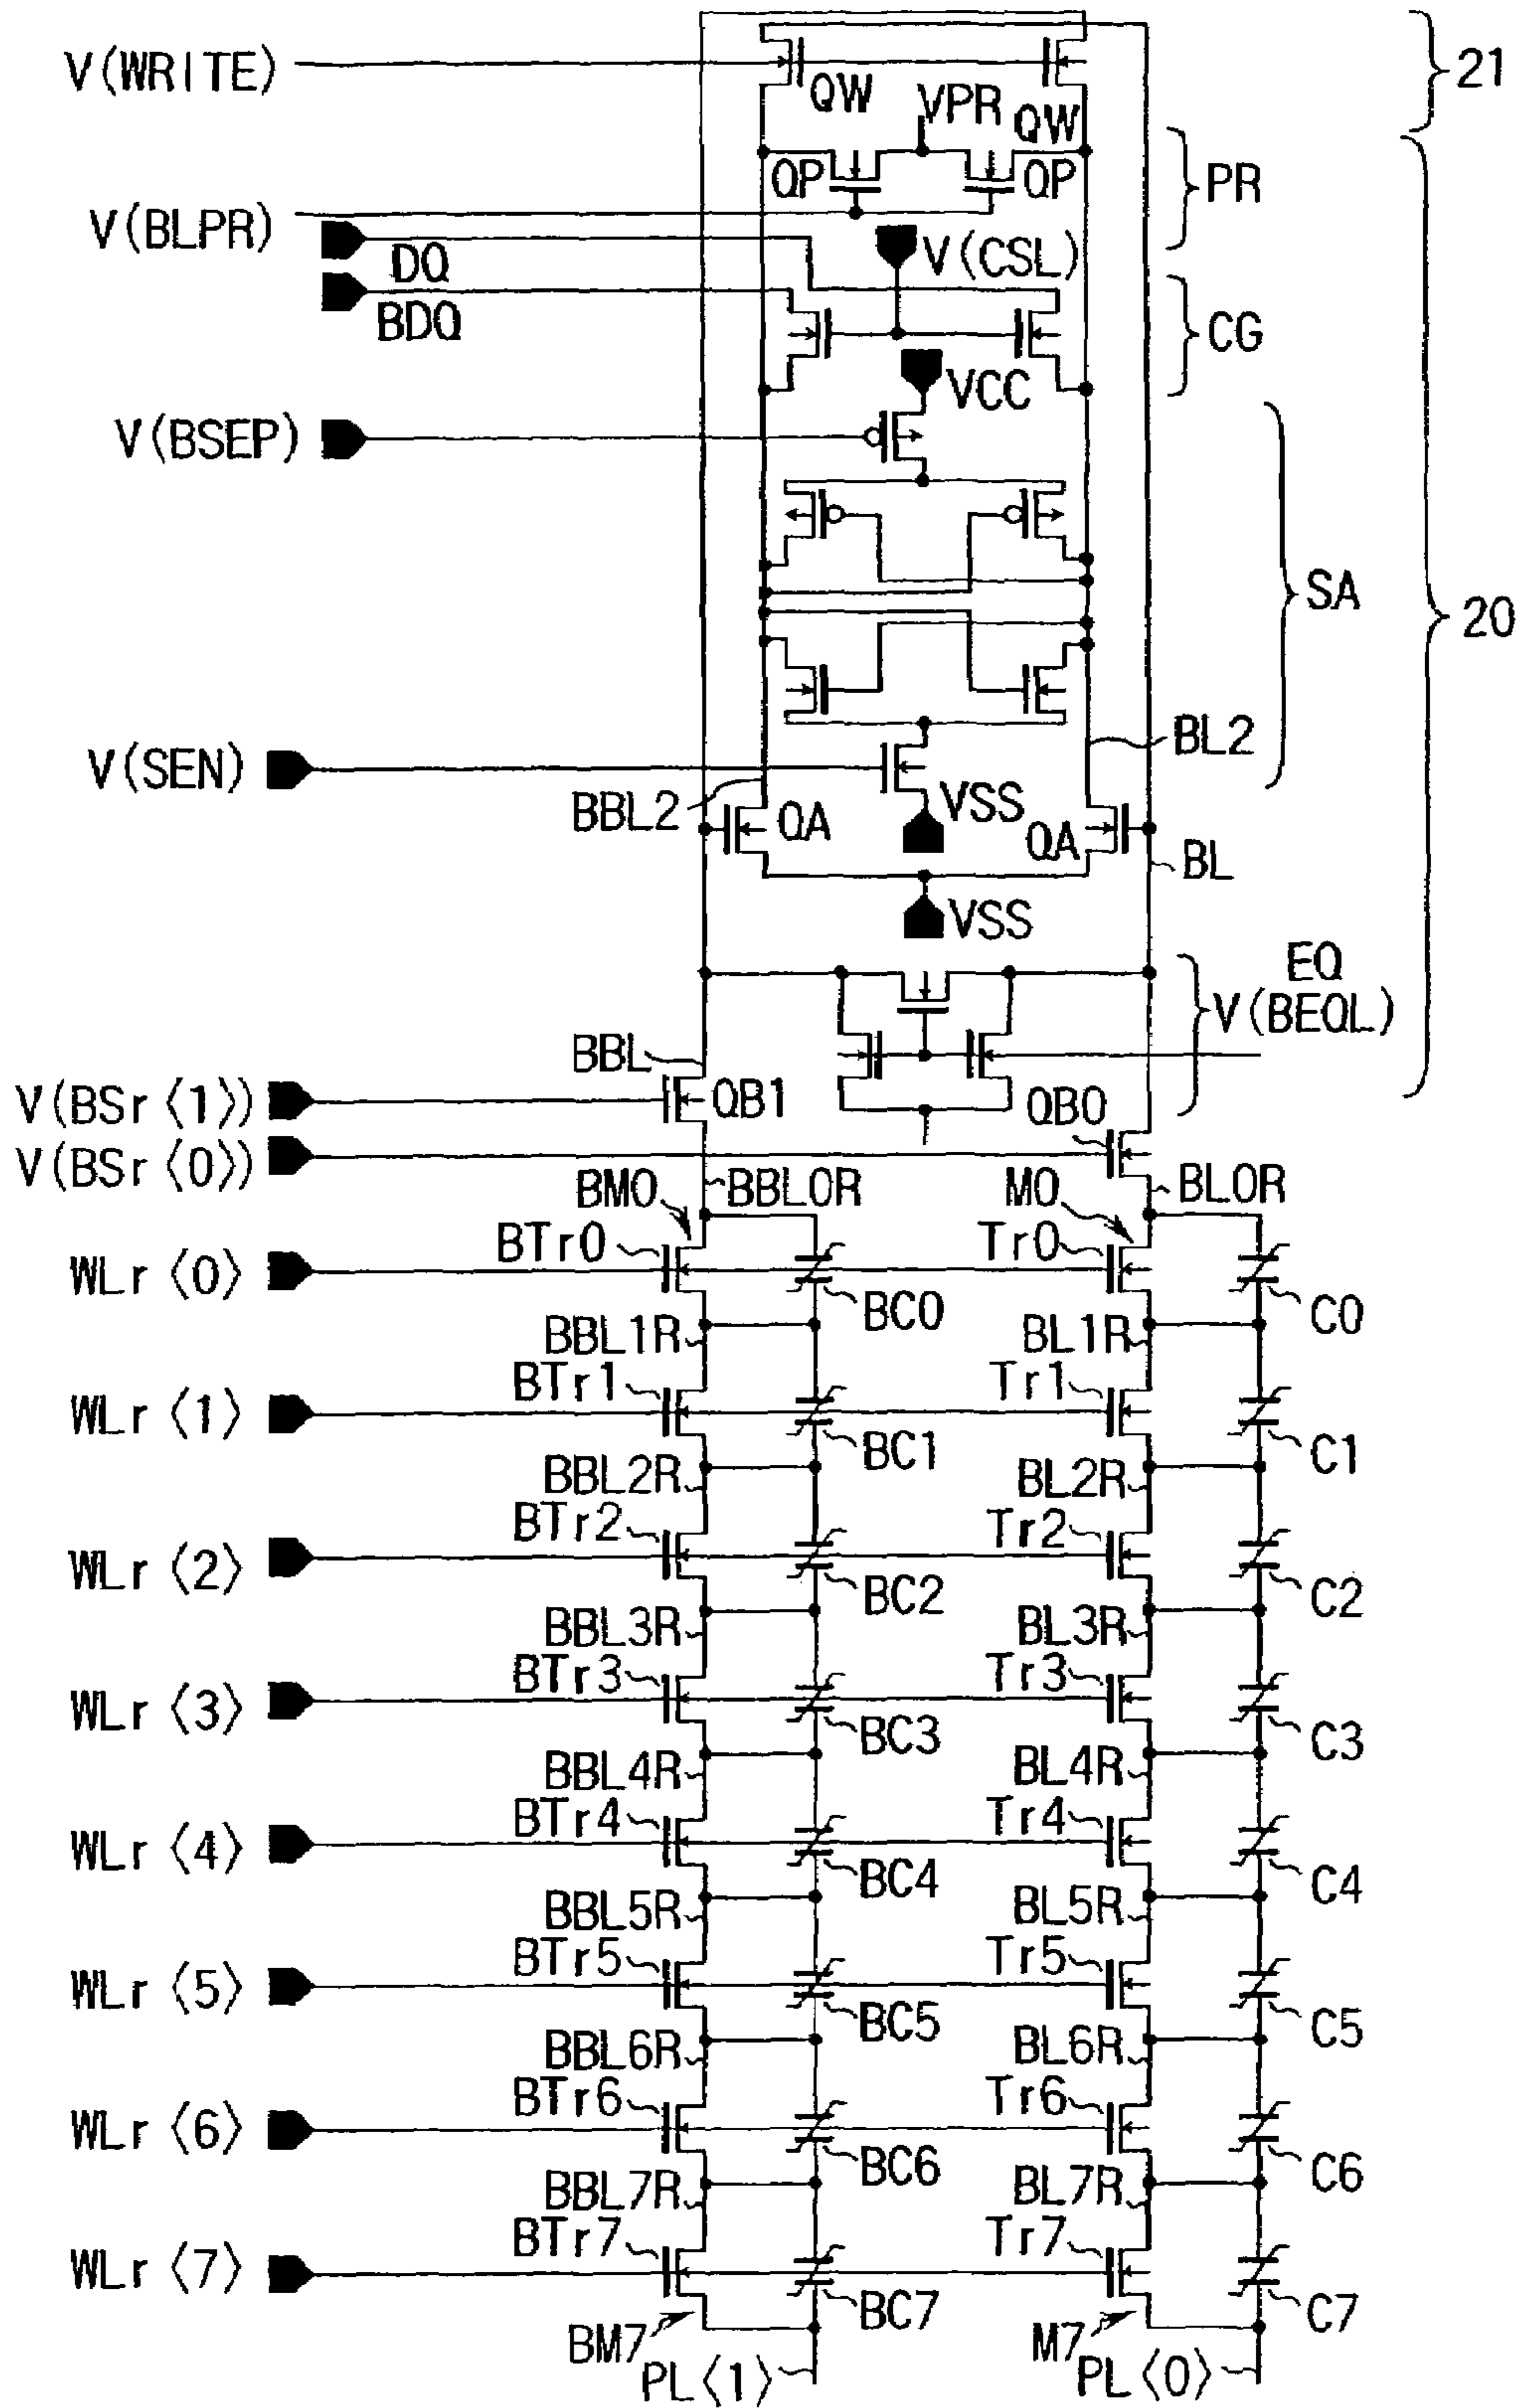 V(WRITE)
21
QW
VPR
QW
QP
QP
PR
V(BLPR)
DQ
V(CSL)
BDQ
CG
VCC
V(BSEP)
SA
20
V(SEN)
BL2
BBL2
QA
VSS
QA
BL
VSS
EQ
V(BEQL)
BBL
V(BSr〈1〉)
QB1
QB0
V(BSr〈0〉)
BM0
BBL0R
M0
BL0R
BTr0
Tr0
WLr〈0〉
BC0
C0
BBL1R
BL1R
BTr1
Tr1
WLr〈1〉
BC1
C1
BBL2R
BL2R
BTr2
Tr2
WLr〈2〉
BC2
C2
BBL3R
BL3R
BTr3
Tr3
WLr〈3〉
BC3
C3
BBL4R
BL4R
BTr4
Tr4
WLr〈4〉
BC4
C4
BBL5R
BL5R
BTr5
Tr5
WLr〈5〉
BC5
C5
BBL6R
BL6R
BTr6
Tr6
WLr〈6〉
BC6
C6
BBL7R
BL7R
BTr7
Tr7
WLr〈7〉
BC7
C7
BM7
M7
PL〈1〉
PL〈0〉